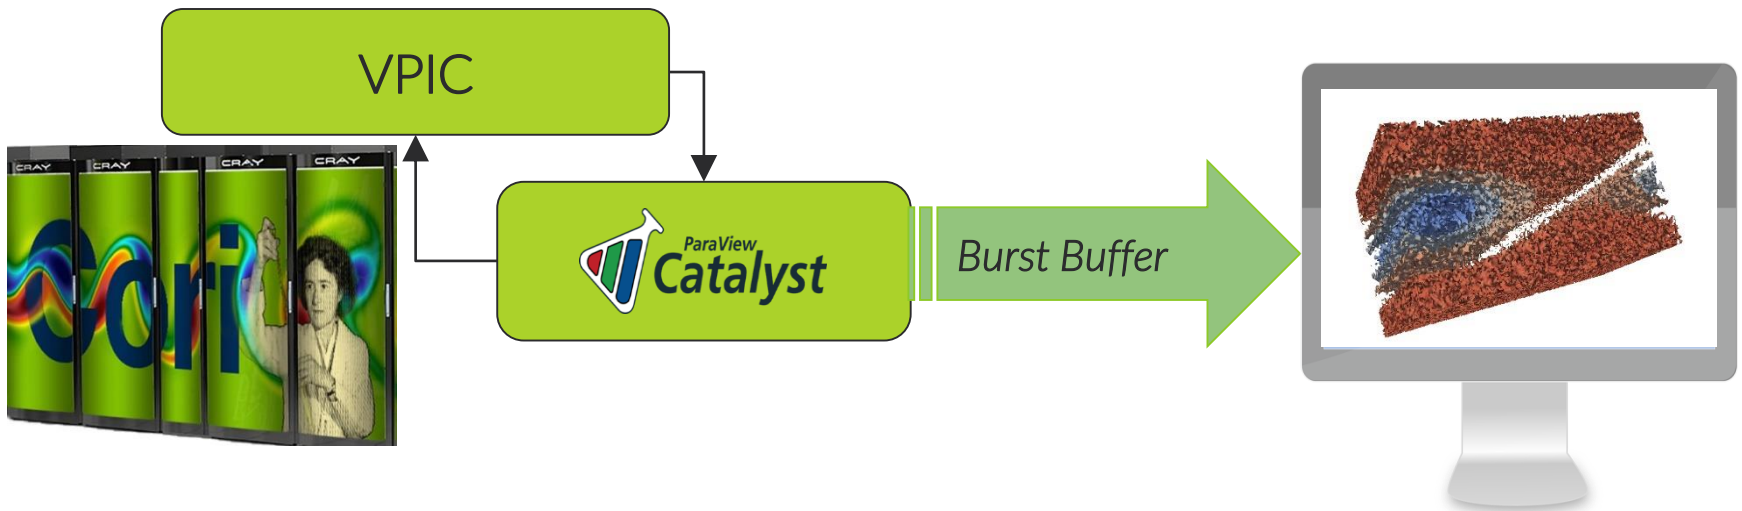 VPIC
CRAY
CRAY
CRAY
CRAY
Cori
ParaView
Catalyst
Burst Buffer